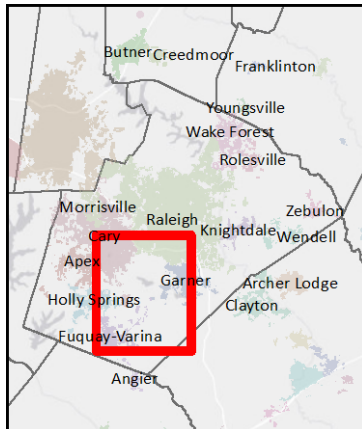 Butner Creedmoor
Franklinton
Youngsville
Wake Forest
Rolesville
Morrisville
Raleigh
Zebulon
Knightdale
Wendell
Cary
Apex
Garner
Archer Lodge
Holly Springs
Clayton
Fuquay-Varina
Angier